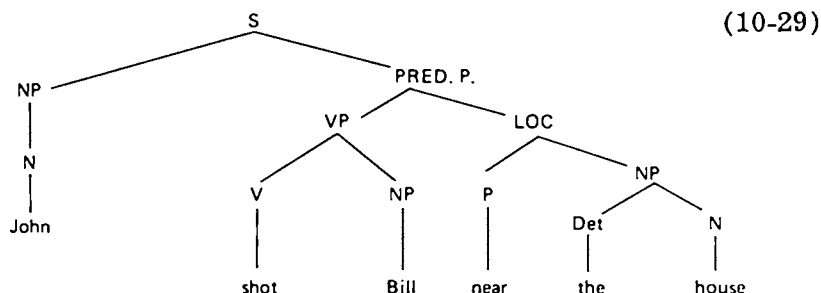 S (10-29)
NP PRED. P.
VP LOC
N V NP P NP
John Det N
shot Bill near the house